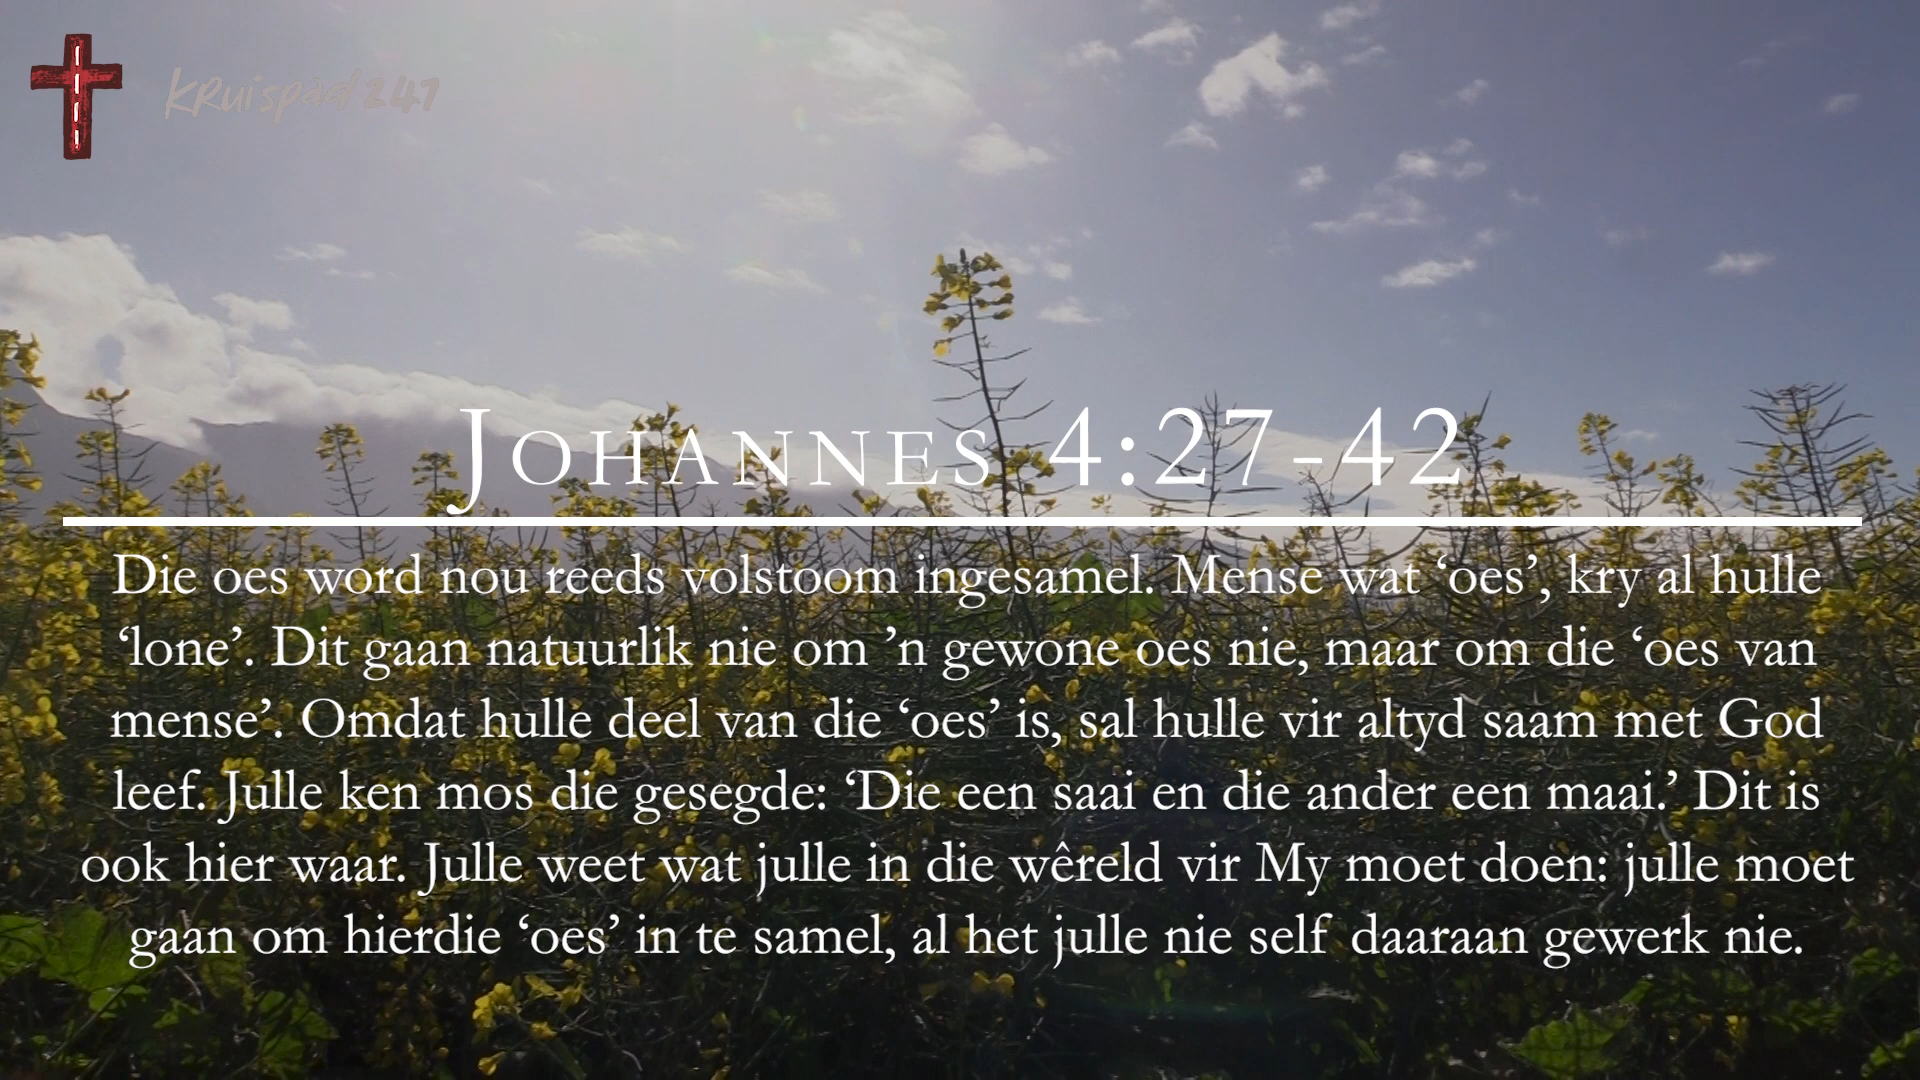 KRuispad 247
Johannes 4:27-42
Die oes word nou reeds volstoom ingesamel. Mense wat ‘oes’, kry al hulle
‘lone’. Dit gaan natuurlik nie om ’n gewone oes nie, maar om die ‘oes van
mense’. Omdat hulle deel van die ‘oes’ is, sal hulle vir altyd saam met God
leef. Julle ken mos die gesegde: ‘Die een saai en die ander een maai.’ Dit is
ook hier waar. Julle weet wat julle in die wêreld vir My moet doen: julle moet
gaan om hierdie ‘oes’ in te samel, al het julle nie self daaraan gewerk nie.